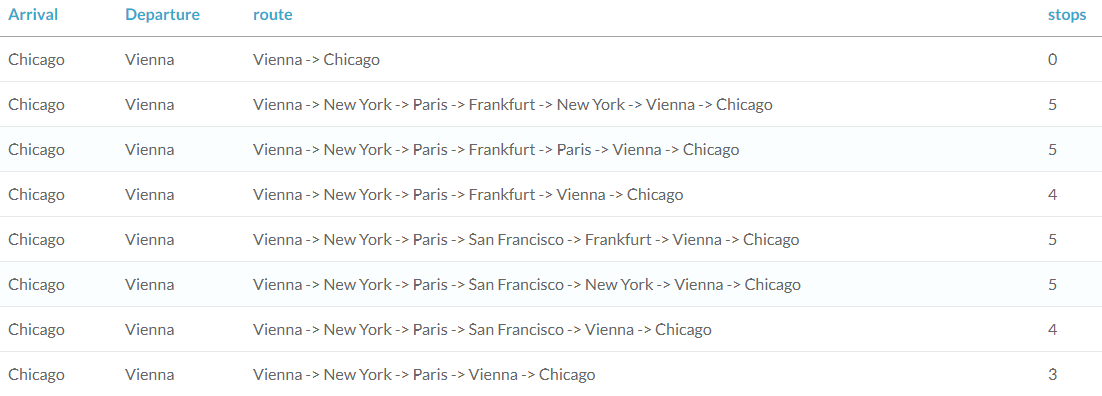 Arrival Departure route stops
Chicago Vienna Vienna -> Chicago 0
Chicago Vienna Vienna -> New York -> Paris -> Frankfurt -> New York -> Vienna -> Chicago 5
Chicago Vienna Vienna -> New York -> Paris -> Frankfurt -> Paris -> Vienna -> Chicago 5
Chicago Vienna Vienna -> New York -> Paris -> Frankfurt -> Vienna -> Chicago 4
Chicago Vienna Vienna -> New York -> Paris -> San Francisco -> Frankfurt -> Vienna -> Chicago 5
Chicago Vienna Vienna -> New York -> Paris -> San Francisco -> New York -> Vienna -> Chicago 5
Chicago Vienna Vienna -> New York -> Paris -> San Francisco -> Vienna -> Chicago 4
Chicago Vienna Vienna -> New York -> Paris -> Vienna -> Chicago 3